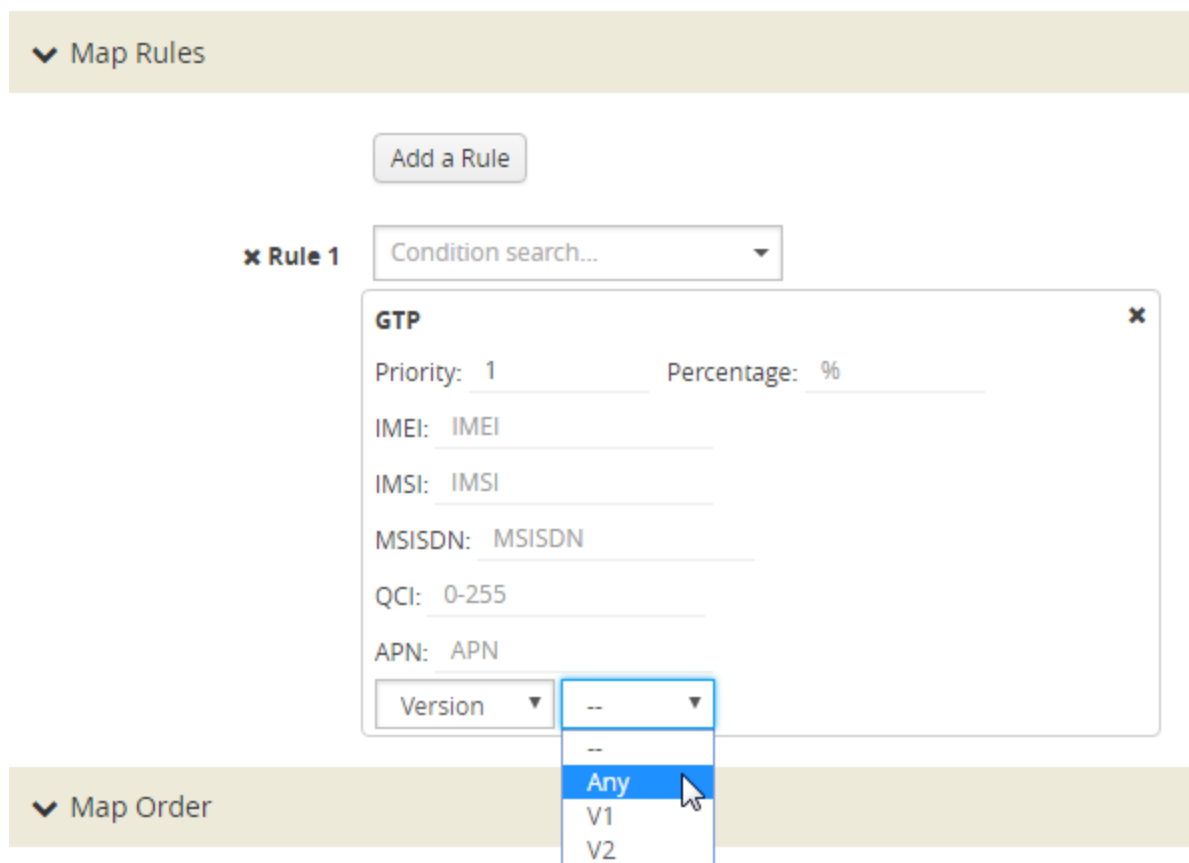 Map Rules
Add a Rule
Rule 1 Condition search...
GTP
Priority: 1 Percentage: %
IMEI: IMEI
IMSI: IMSI
MSISDN: MSISDN
QCI: 0-255
APN: APN
Version --
--
Any
Map Order
V1
V2